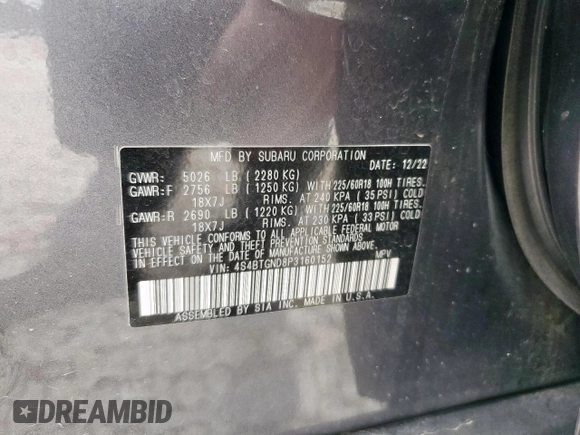 MFD BY SUBARU CORPORATION
DATE: 12/22
GVWR: 5026 LB (2280 KG)
GAWR:F 2756 LB (1250 KG) WITH 225/60R18 100H TIRES.
18X7J RIMS. AT 240 KPA (35 PSI) COLD
GAWR:R 2690 LB (1220 KG) WITH 225/60R18 100H TIRES.
18X7J RIMS. AT 230 KPA (33 PSI) COLD
THIS VEHICLE CONFORMS TO ALL APPLICABLE FEDERAL MOTOR
VEHICLE SAFETY AND THEFT PREVENTION STANDARDS IN EFFECT ON
THE DATE OF MANUFACTURE SHOWN ABOVE.
VIN: 4S4BTGND8P3160152 MPV
ASSEMBLED BY SIA INC. MADE IN U.S.A.
DREAMBID